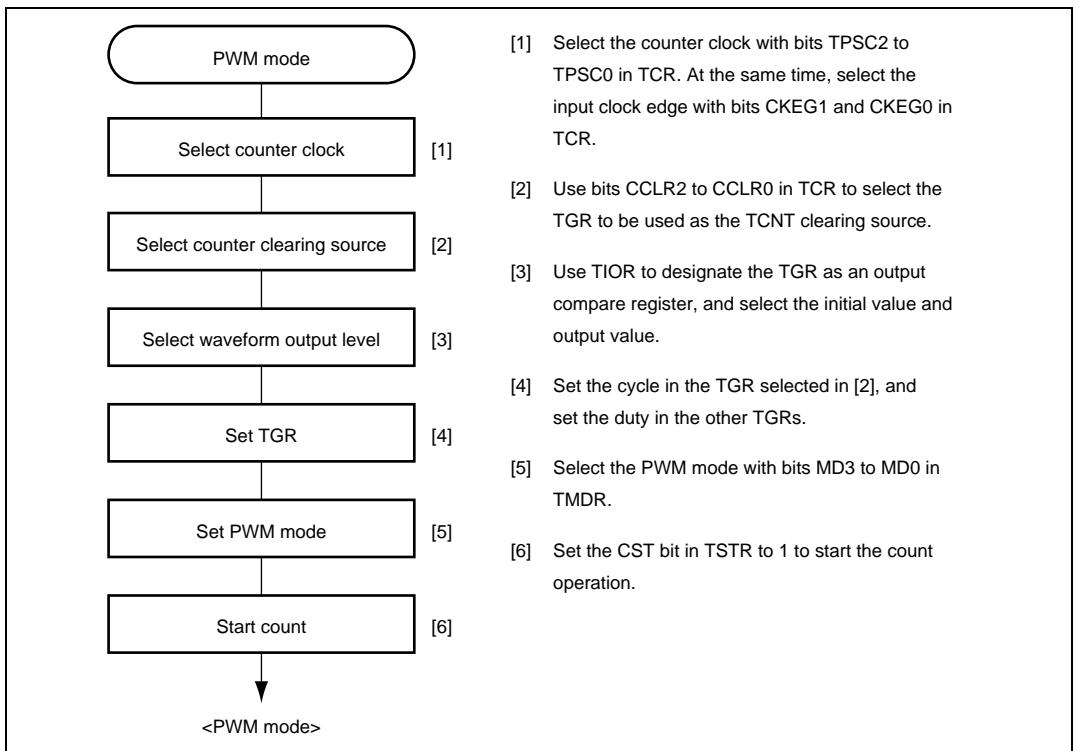 PWM mode
Select counter clock [1]
Select counter clearing source [2]
Select waveform output level [3]
Set TGR [4]
Set PWM mode [5]
Start count [6]
<PWM mode>
[1] Select the counter clock with bits TPSC2 to
TPSC0 in TCR. At the same time, select the
input clock edge with bits CKEG1 and CKEG0 in
TCR.
[2] Use bits CCLR2 to CCLR0 in TCR to select the
TGR to be used as the TCNT clearing source.
[3] Use TIOR to designate the TGR as an output
compare register, and select the initial value and
output value.
[4] Set the cycle in the TGR selected in [2], and
set the duty in the other TGRs.
[5] Select the PWM mode with bits MD3 to MD0 in
TMDR.
[6] Set the CST bit in TSTR to 1 to start the count
operation.